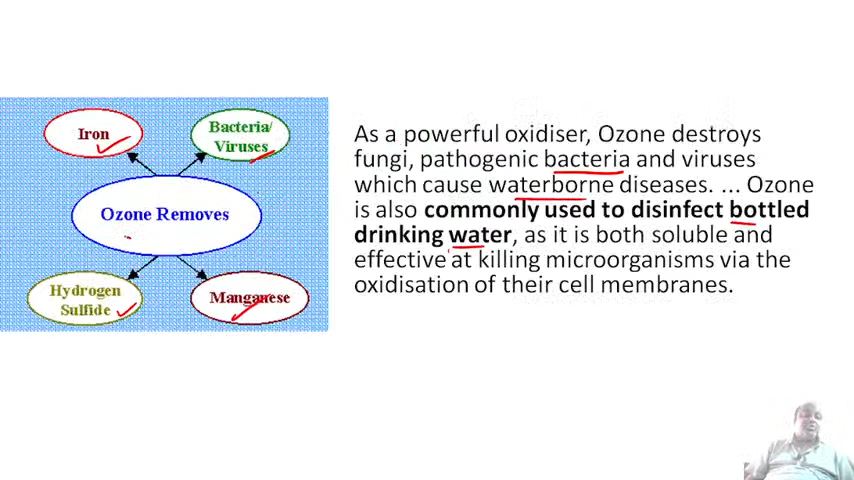 Iron
Bacteria/
Viruses
Ozone Removes
Hydrogen
Sulfide
Manganese
As a powerful oxidiser, Ozone destroys
fungi, pathogenic bacteria and viruses
which cause waterborne diseases. ... Ozone
is also commonly used to disinfect bottled
drinking water, as it is both soluble and
effective at killing microorganisms via the
oxidisation of their cell membranes.